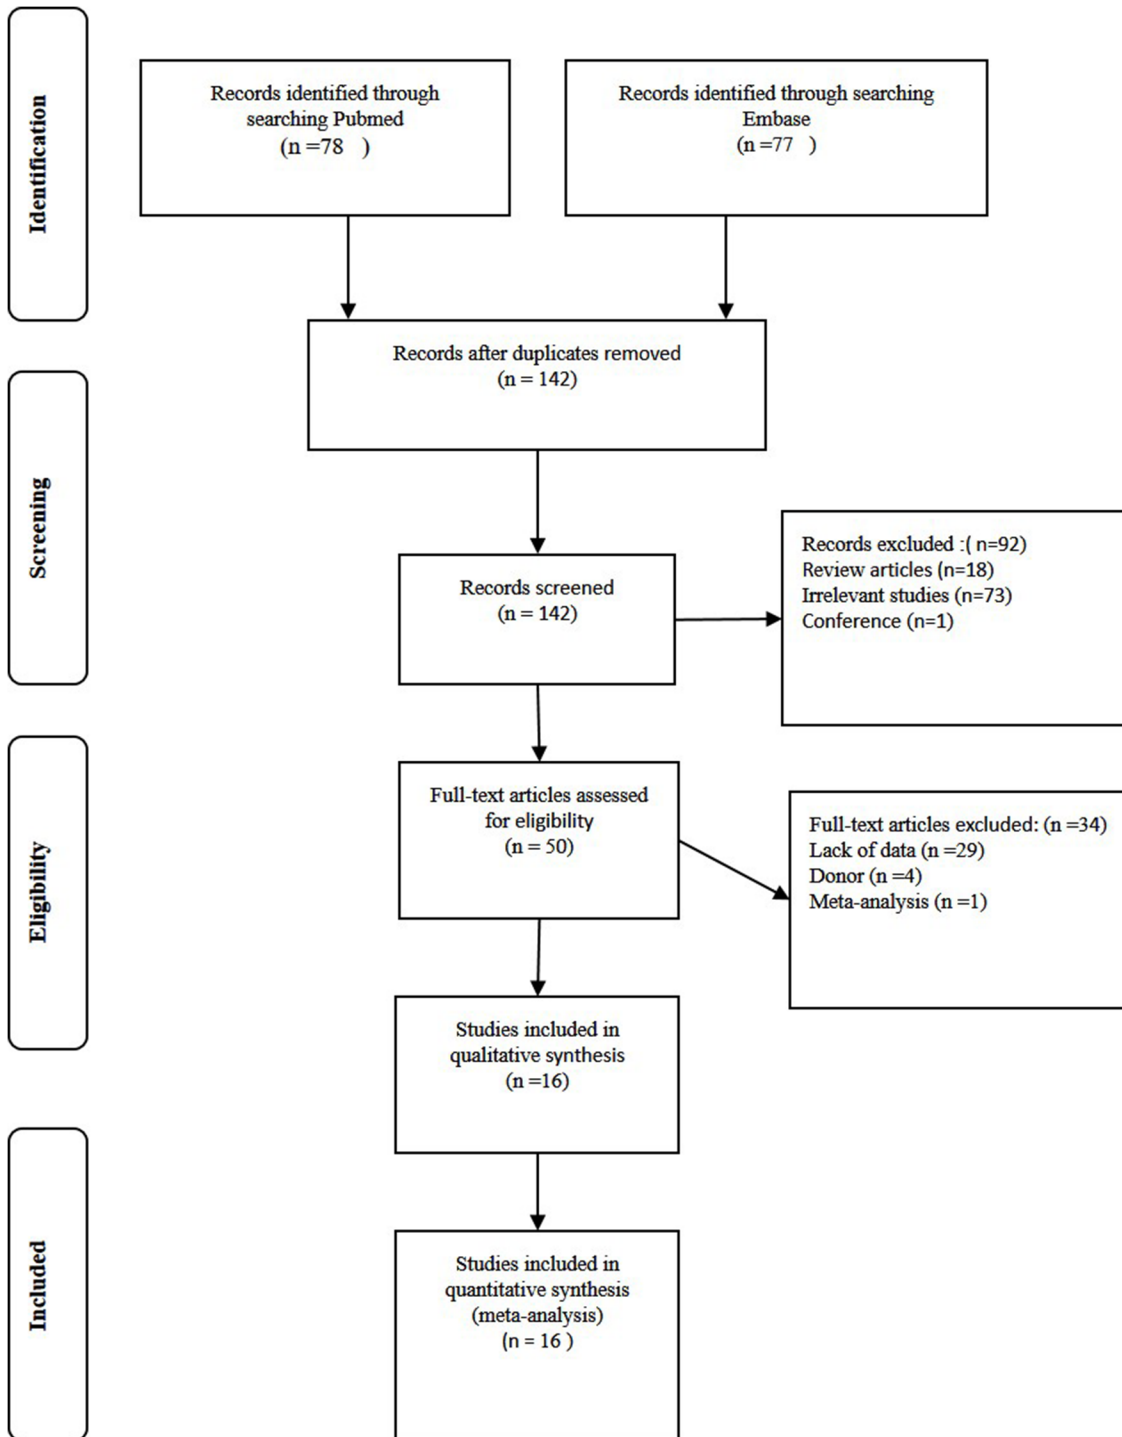 Identification
Records identified through
searching Pubmed
(n =78   )
Records identified through searching
Embase
(n =77   )
Records after duplicates removed
(n = 142)
Screening
Records screened
(n = 142)
Records excluded :( n=92)
Review articles (n=18)
Irrelevant studies (n=73)
Conference (n=1)
Eligibility
Full-text articles assessed
for eligibility
(n = 50)
Full-text articles excluded: (n =34)
Lack of data (n =29)
Donor (n =4)
Meta-analysis (n =1)
Studies included in
qualitative synthesis
(n =16)
Included
Studies included in
quantitative synthesis
(meta-analysis)
(n = 16 )